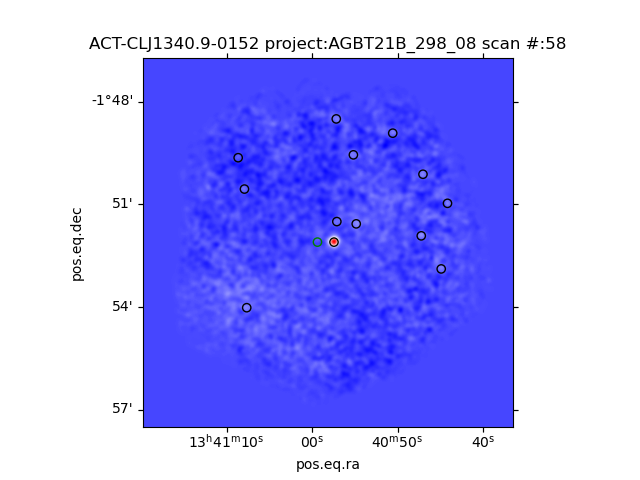 ACT-CLJ1340.9-0152 project:AGBT21B_298_08 scan #:58
-1°48'
51'
54'
57'
pos.eq.dec
13ʰ41ᵐ10ˢ 00ˢ 40ᵐ50ˢ 40ˢ
pos.eq.ra